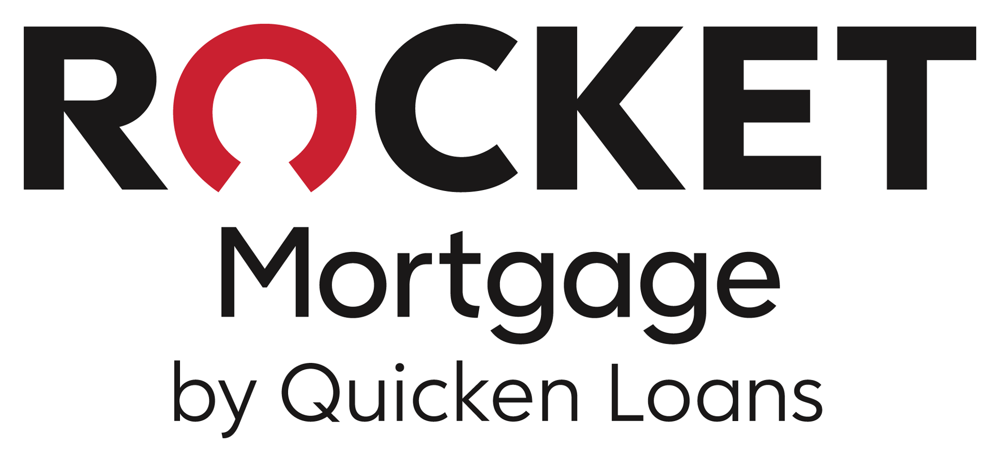 ROCKET
Mortgage
by Quicken Loans